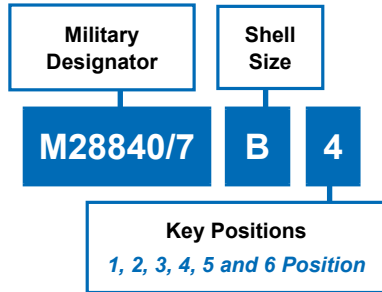 Military
Designator
Shell
Size
M28840/7 B 4
Key Positions
1, 2, 3, 4, 5 and 6 Position